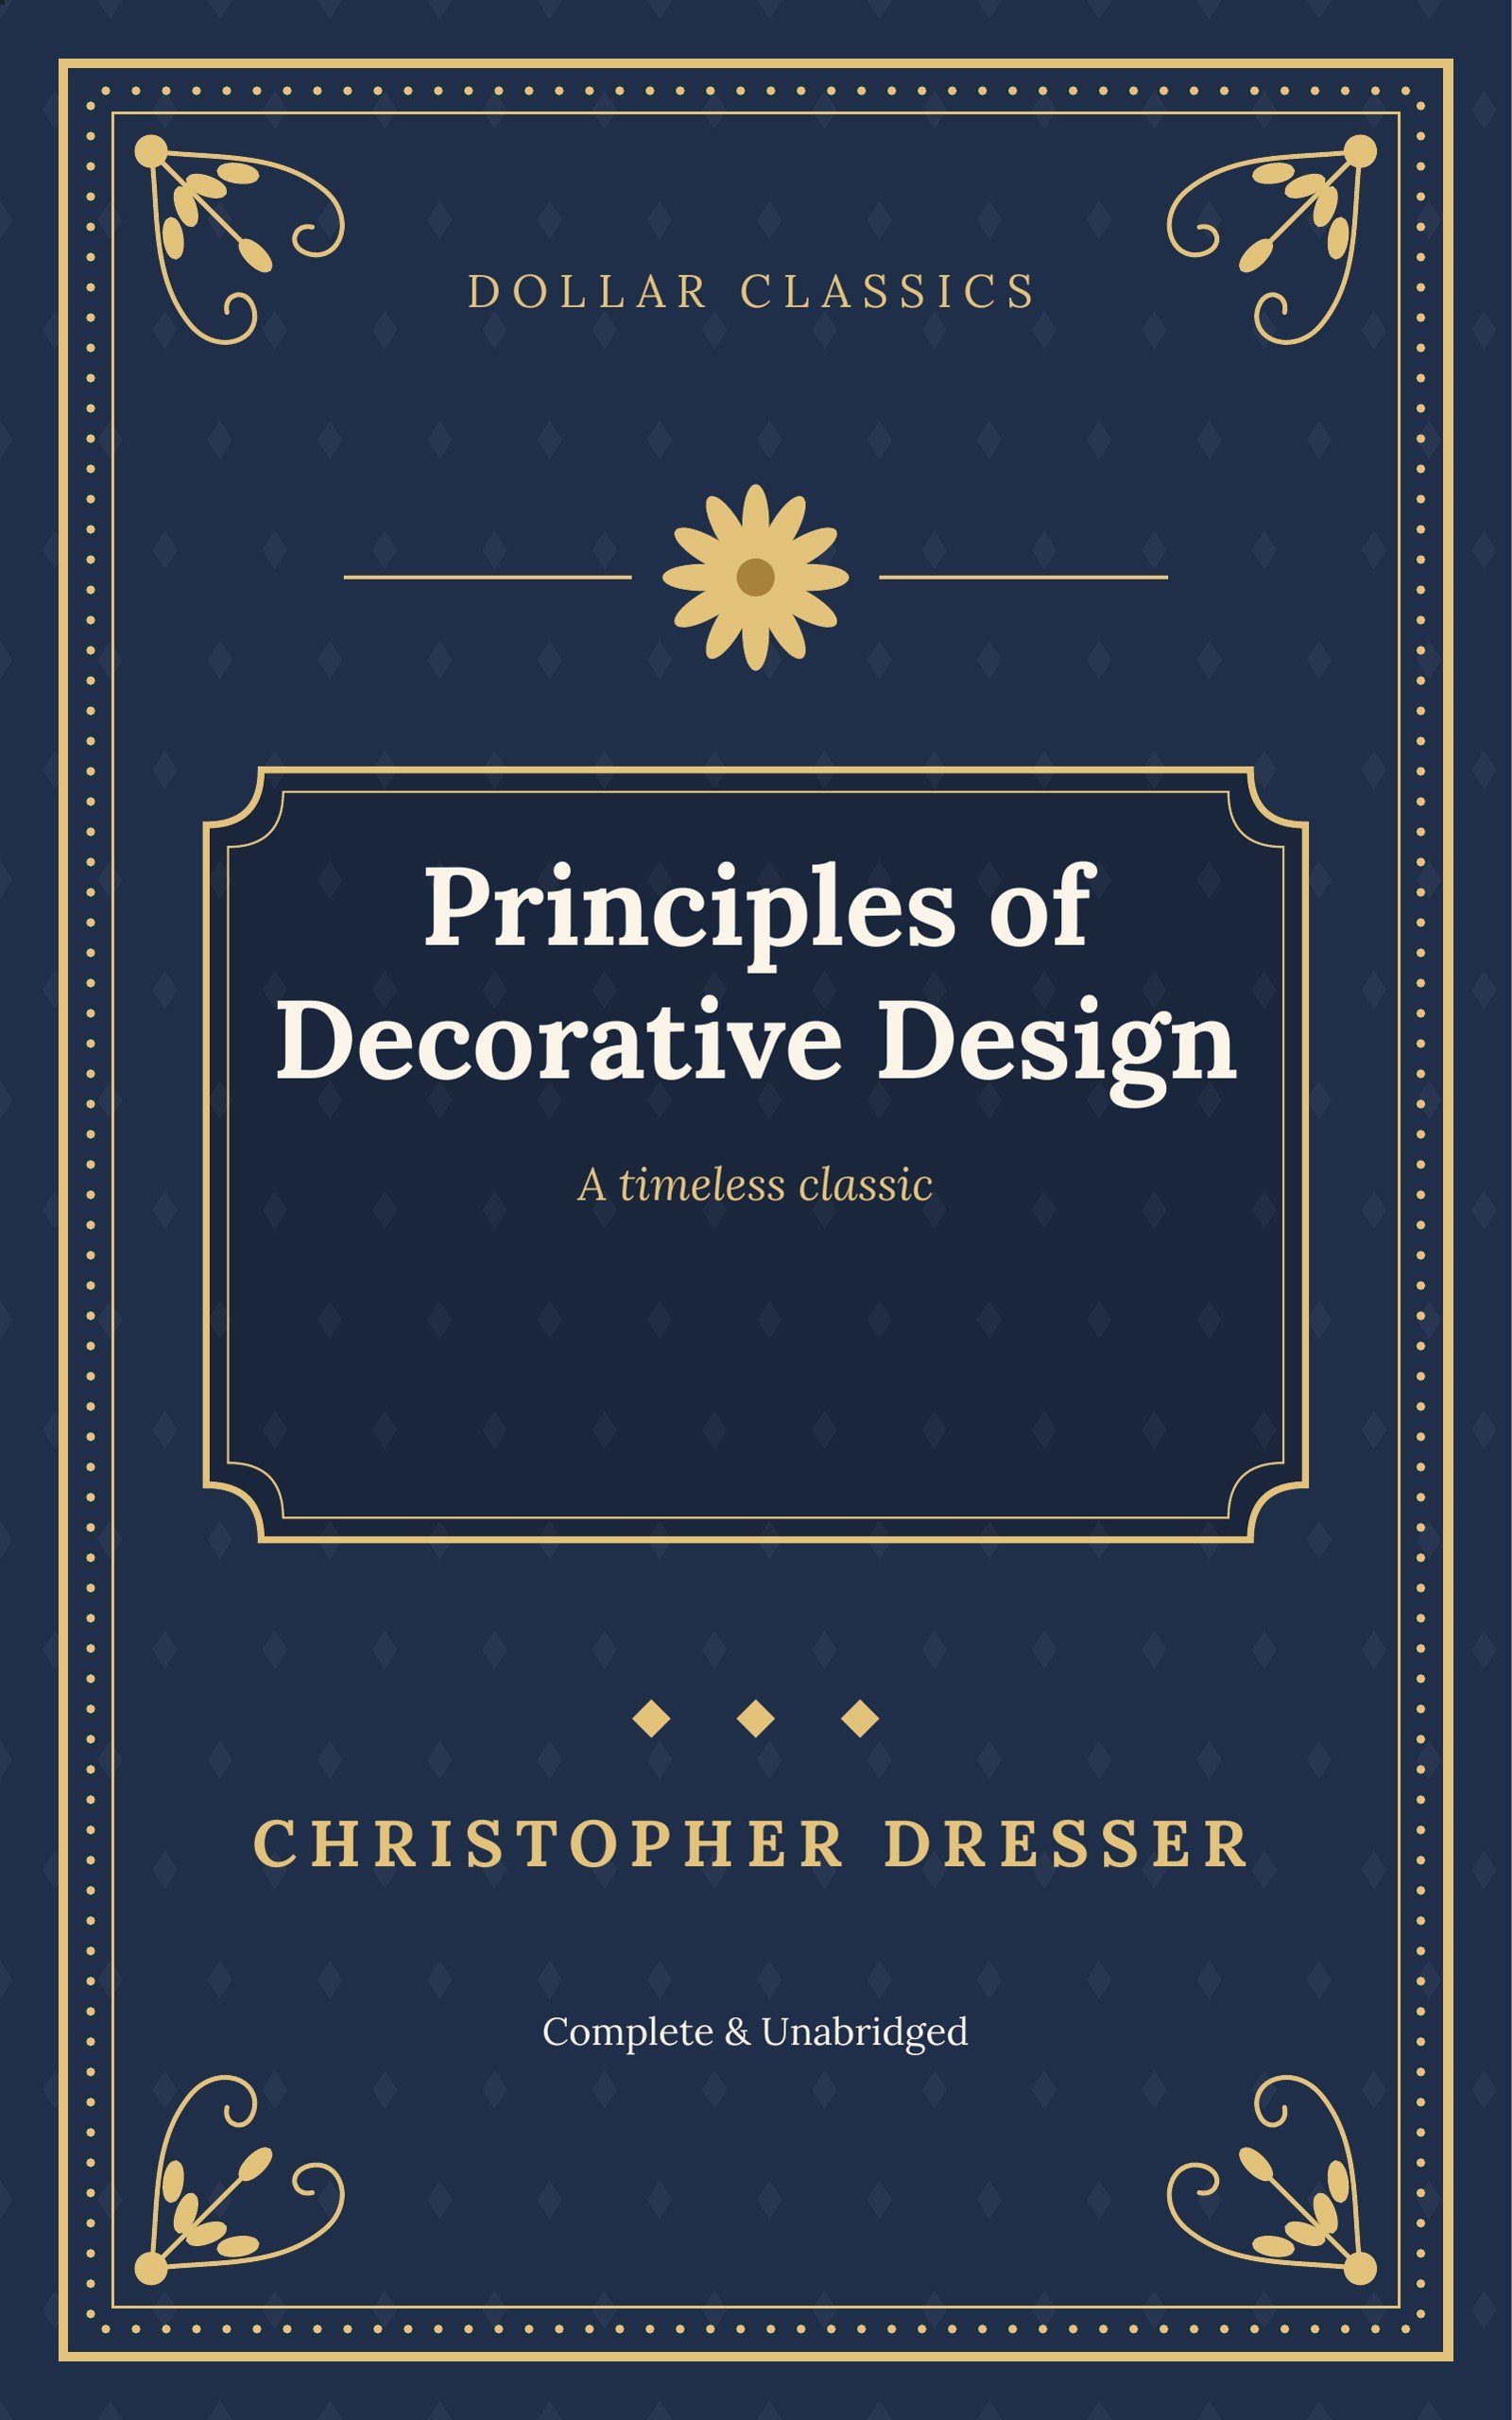 DOLLAR CLASSICS
Principles of
Decorative Design
A timeless classic
CHRISTOPHER DRESSER
Complete & Unabridged